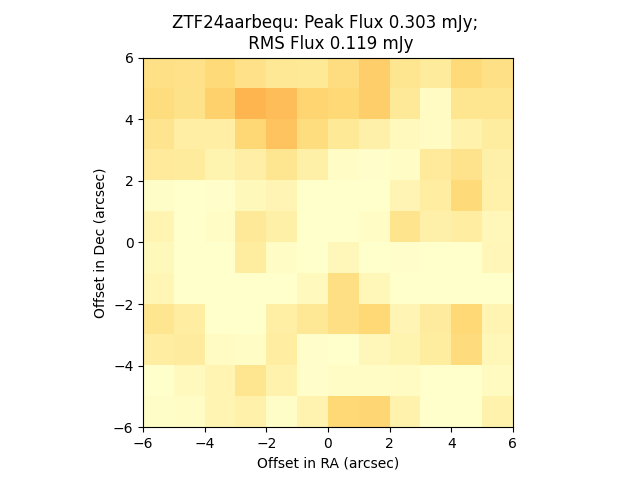 ZTF24aarbequ: Peak Flux 0.303 mJy;
RMS Flux 0.119 mJy
6
4
2
0
−2
−4
−6
Offset in Dec (arcsec)
−6 −4 −2 0 2 4 6
Offset in RA (arcsec)